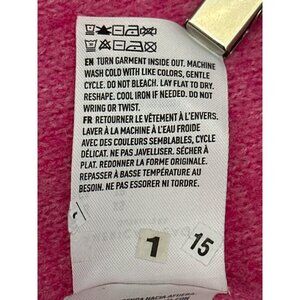 EN TURN GARMENT INSIDE OUT. MACHINE
WASH COLD WITH LIKE COLORS, GENTLE
CYCLE. DO NOT BLEACH. LAY FLAT TO DRY.
RESHAPE. COOL IRON IF NEEDED. DO NOT
WRING OR TWIST.
FR RETOURNER LE VÊTEMENT À L'ENVERS.
LAVER À LA MACHINE À L'EAU FROIDE
AVEC DES COULEURS SEMBLABLES, CYCLE
DÉLICAT. NE PAS JAVELLISER. SÉCHER À
PLAT. REDONNER LA FORME ORIGINALE.
REPASSER À BASSE TEMPÉRATURE AU
BESOIN. NE PAS ESSORER NI TORDRE.
1
15
HACIA AFUERA